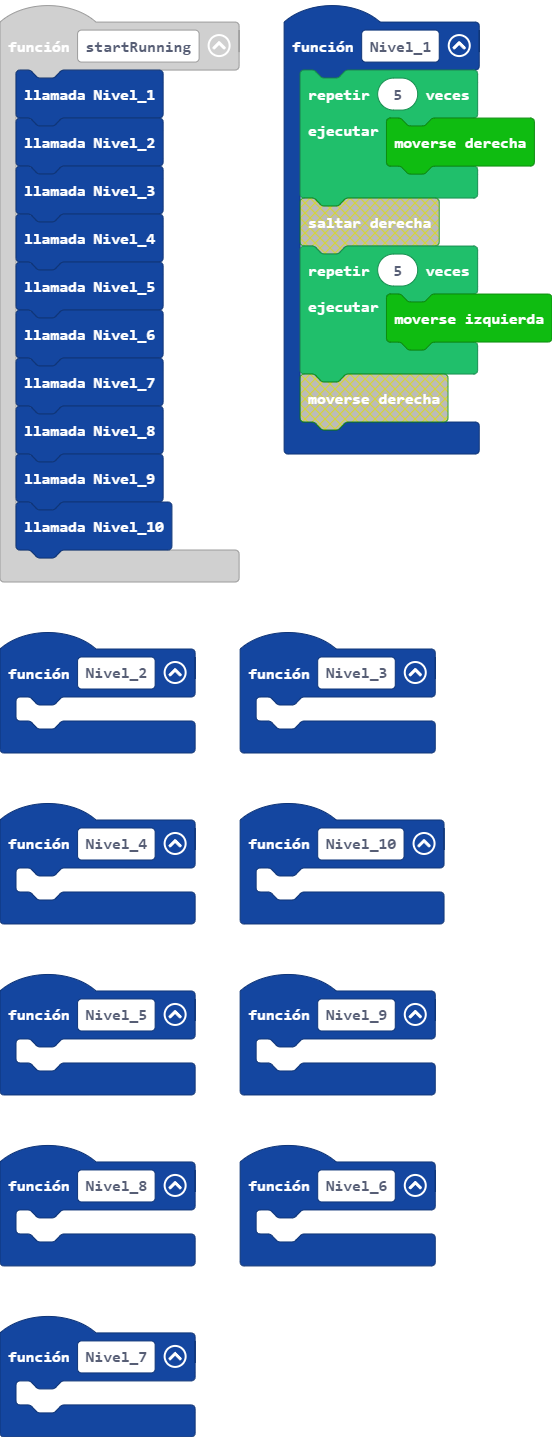 función startRunning
llamada Nivel_1
llamada Nivel_2
llamada Nivel_3
llamada Nivel_4
llamada Nivel_5
llamada Nivel_6
llamada Nivel_7
llamada Nivel_8
llamada Nivel_9
llamada Nivel_10
función Nivel_1
repetir 5 veces
ejecutar moverse derecha
saltar derecha
repetir 5 veces
ejecutar moverse izquierda
moverse derecha
función Nivel_2
función Nivel_3
función Nivel_4
función Nivel_10
función Nivel_5
función Nivel_9
función Nivel_8
función Nivel_6
función Nivel_7